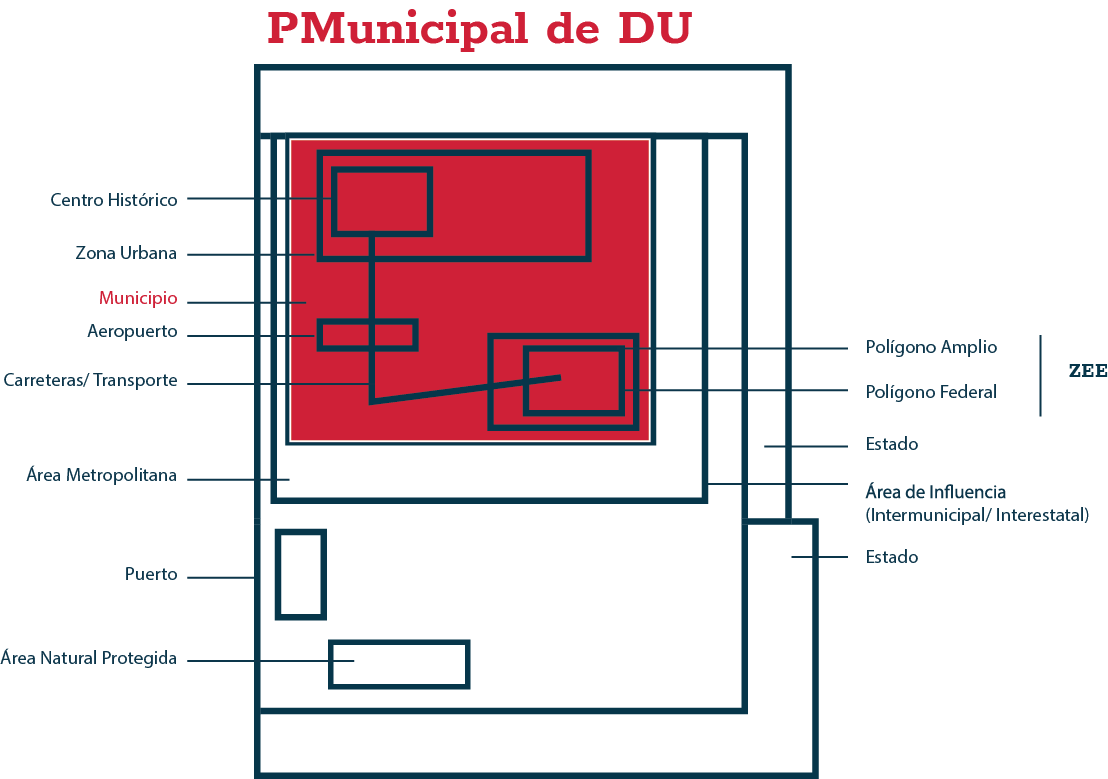 PMunicipal de DU
Centro Histórico
Zona Urbana
Municipio
Aeropuerto
Carreteras/ Transporte
Área Metropolitana
Puerto
Área Natural Protegida
Polígono Amplio
Polígono Federal
ZEE
Estado
Área de Influencia
(Intermunicipal/ Interestatal)
Estado